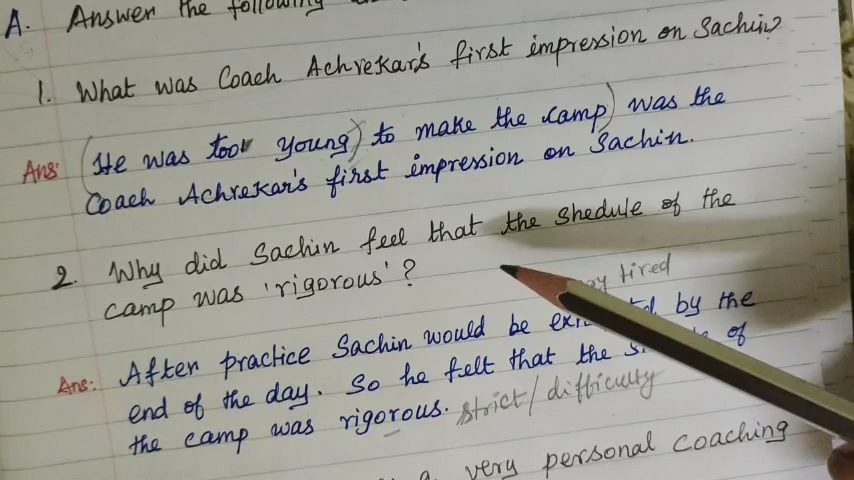 A. Answer the following
1. What was Coach Achrekar's first impression on Sachin?
Ans: (He was too young) to make the camp) was the
Coach Achrekar's first impression on Sachin.
2. Why did Sachin feel that the shedule of the
camp was 'rigorous'?
tired
Ans: After practice Sachin would be by the
end of the day. So he felt that the of
the camp was rigorous. strict/difficulty
very personal coaching